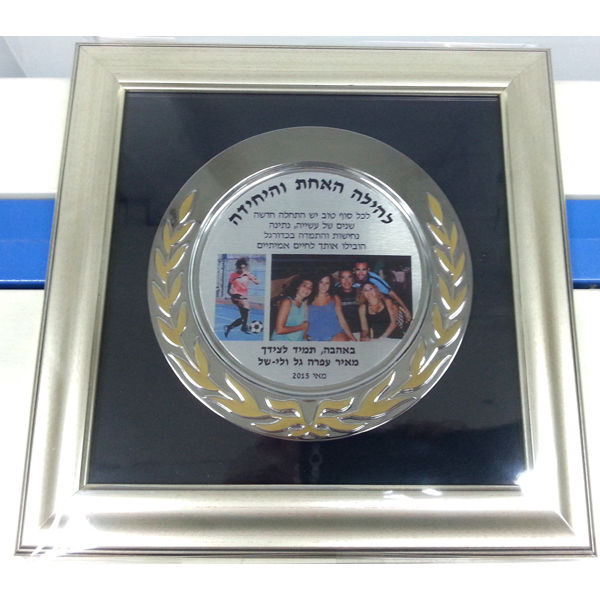 להילה האחת והיחידה
לכל סוף טוב יש התחלה חדשה
שנים של עשייה, נתינה
נחישות והתמדה בכדורגל
הובילו אותך לחיים אמיתיים
באהבה, תמיד לצידך
מאיר עפרה גל ולי-של
מאי 2015